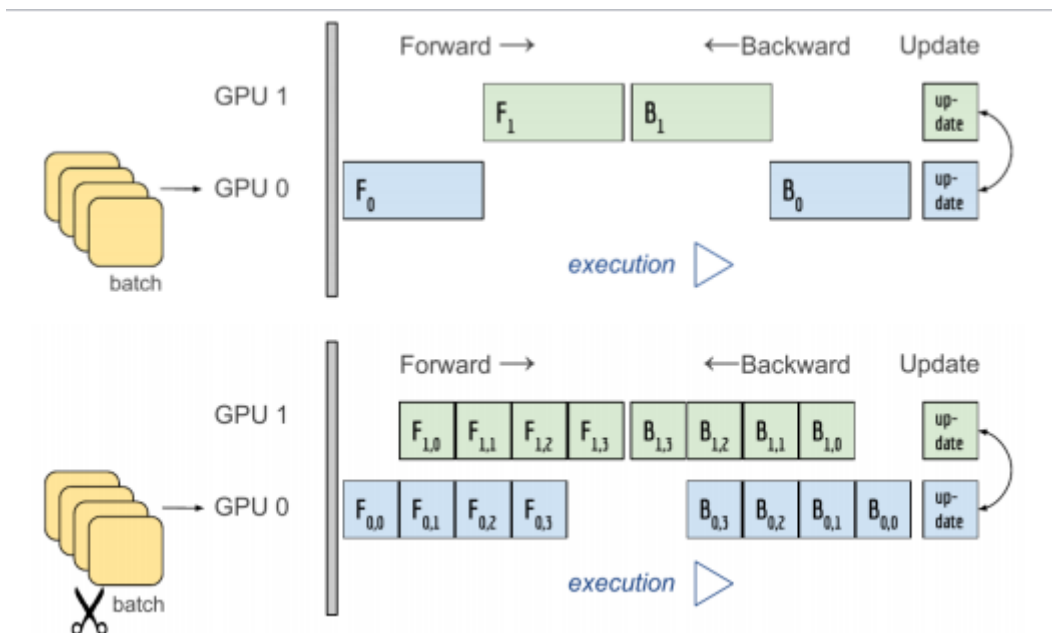 Forward → ←Backward Update
GPU 1 F1 B1 up-
date
GPU 0 F0 B0 up-
date
batch
execution
Forward → ←Backward Update
GPU 1 F1,0 F1,1 F1,2 F1,3 B1,3 B1,2 B1,1 B1,0 up-
date
GPU 0 F0,0 F0,1 F0,2 F0,3 B0,3 B0,2 B0,1 B0,0 up-
date
execution
batch